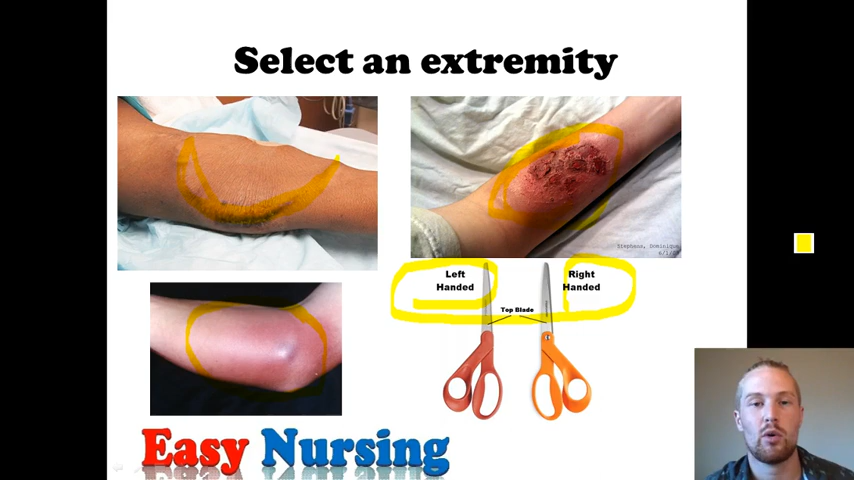 Select an extremity
Stephens, Dominique
Left
Handed
Right
Handed
Top Blade
Easy Nursing